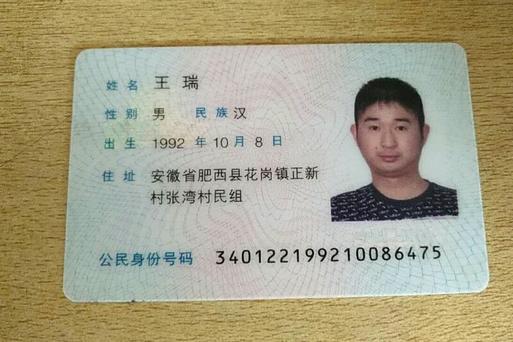 姓名 王瑞
性别 男 民族 汉
出生 1992 年 10 月 8 日
住址 安徽省肥西县花岗镇正新
村张湾村民组
公民身份号码 340122199210086475